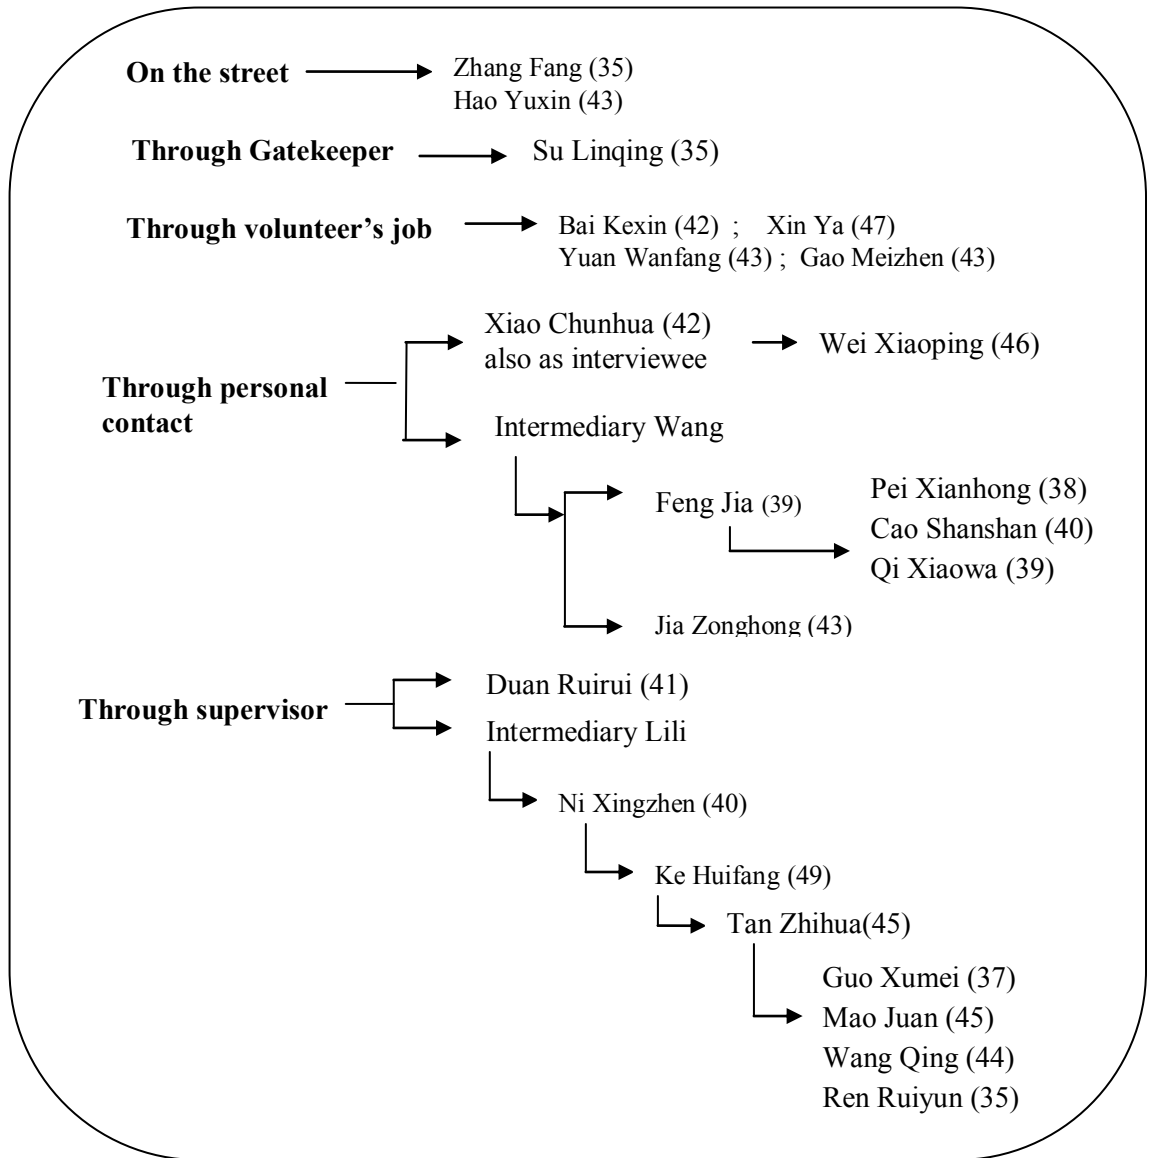 On the street
Zhang Fang (35)
Hao Yuxin (43)
Through Gatekeeper
Su Linqing (35)
Through volunteer’s job
Bai Kexin (42) ; Xin Ya (47)
Yuan Wanfang (43) ; Gao Meizhen (43)
Through personal
contact
Xiao Chunhua (42)
also as interviewee
Wei Xiaoping (46)
Intermediary Wang
Feng Jia (39)
Pei Xianhong (38)
Cao Shanshan (40)
Qi Xiaowa (39)
Jia Zonghong (43)
Through supervisor
Duan Ruirui (41)
Intermediary Lili
Ni Xingzhen (40)
Ke Huifang (49)
Tan Zhihua(45)
Guo Xumei (37)
Mao Juan (45)
Wang Qing (44)
Ren Ruiyun (35)